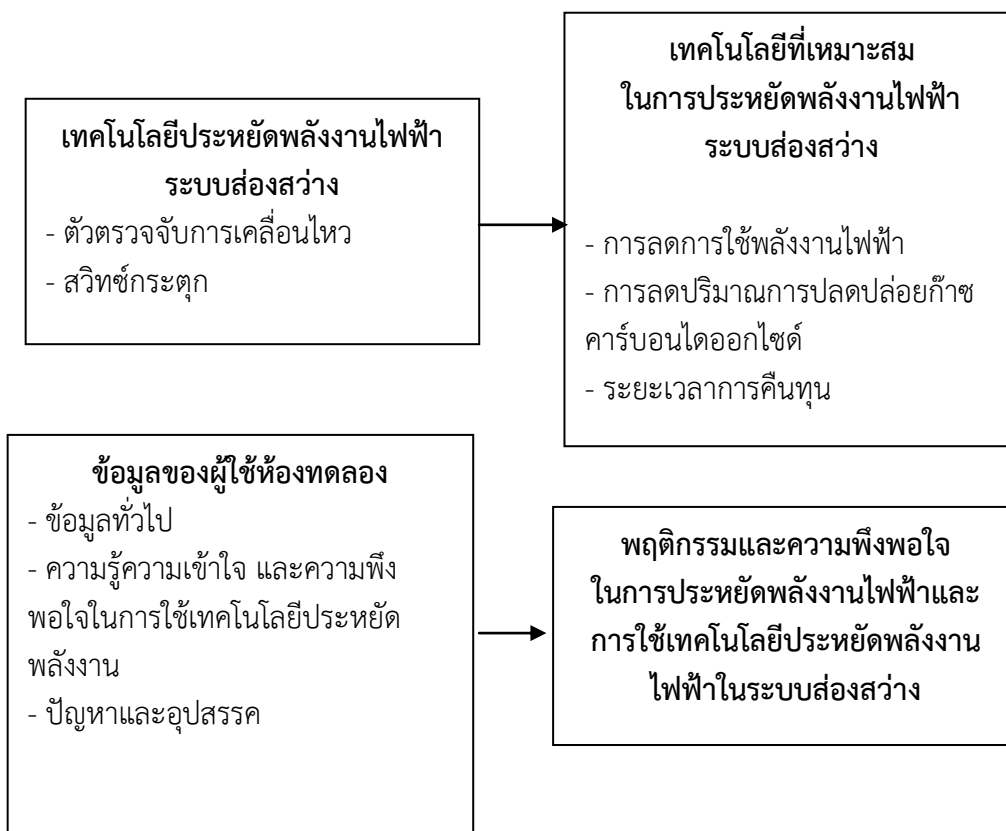 เทคโนโลยีประหยัดพลังงานไฟฟ้า
ระบบส่องสว่าง
- ตัวตรวจจับการเคลื่อนไหว
- สวิทซ์กระตุก
เทคโนโลยีที่เหมาะสม
ในการประหยัดพลังงานไฟฟ้า
ระบบส่องสว่าง
- การลดการใช้พลังงานไฟฟ้า
- การลดปริมาณการปลดปล่อยก๊าซ
คาร์บอนไดออกไซด์
- ระยะเวลาการคืนทุน
ข้อมูลของผู้ใช้ห้องทดลอง
- ข้อมูลทั่วไป
- ความรู้ความเข้าใจ และความพึง
พอใจในการใช้เทคโนโลยีประหยัด
พลังงาน
- ปัญหาและอุปสรรค
พฤติกรรมและความพึงพอใจ
ในการประหยัดพลังงานไฟฟ้าและ
การใช้เทคโนโลยีประหยัดพลังงาน
ไฟฟ้าในระบบส่องสว่าง